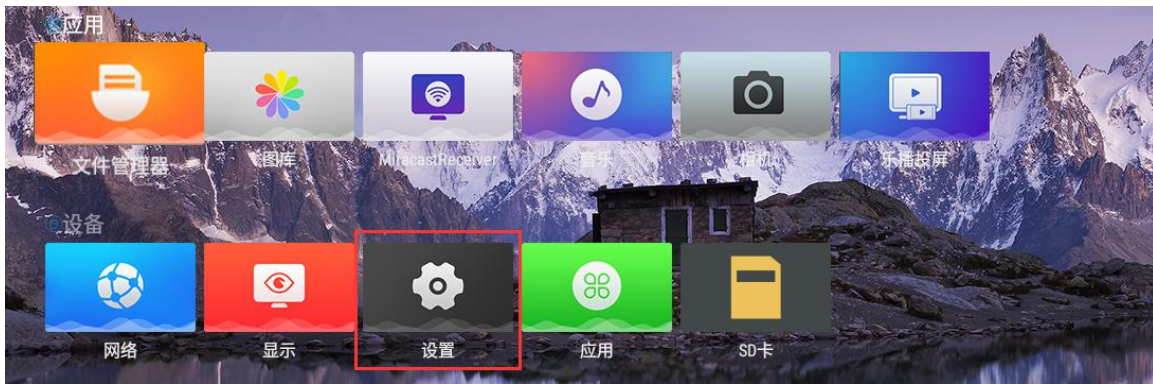 应用
文件管理器
图库
MiracastReceiver
音乐
相机
乐播投屏
设备
网络
显示
设置
应用
SD卡